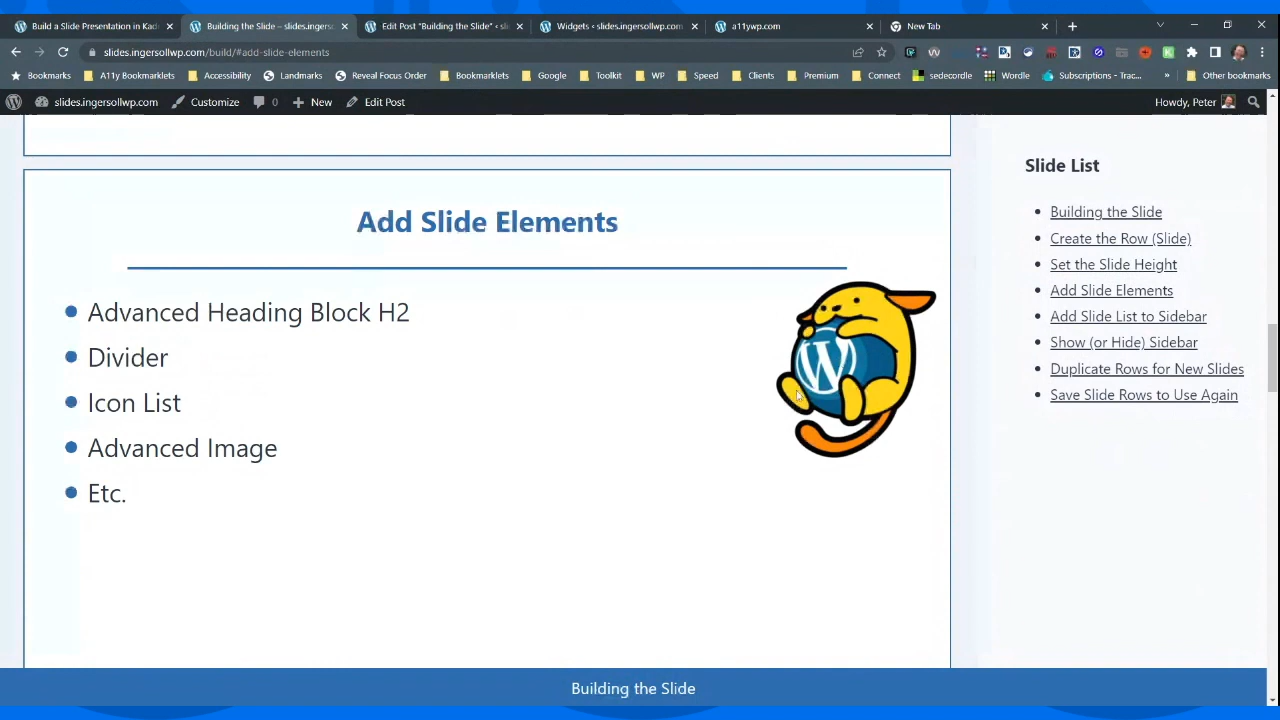 Build a Slide Presentation in Kad
Building the Slide – slides.ingers
Edit Post "Building the Slide" ‹ sl
Widgets ‹ slides.ingersollwp.com
a11ywp.com
New Tab
slides.ingersollwp.com/build/#add-slide-elements
Bookmarks
A11y Bookmarklets
Accessibility
Landmarks
Reveal Focus Order
Bookmarklets
Google
Toolkit
WP
Speed
Clients
Premium
Connect
sedecordle
Wordle
Subscriptions - Trac...
»
Other bookmarks
slides.ingersollwp.com
Customize
0
New
Edit Post
Howdy, Peter
Add Slide Elements
Advanced Heading Block H2
Divider
Icon List
Advanced Image
Etc.
W
Slide List
Building the Slide
Create the Row (Slide)
Set the Slide Height
Add Slide Elements
Add Slide List to Sidebar
Show (or Hide) Sidebar
Duplicate Rows for New Slides
Save Slide Rows to Use Again
Building the Slide